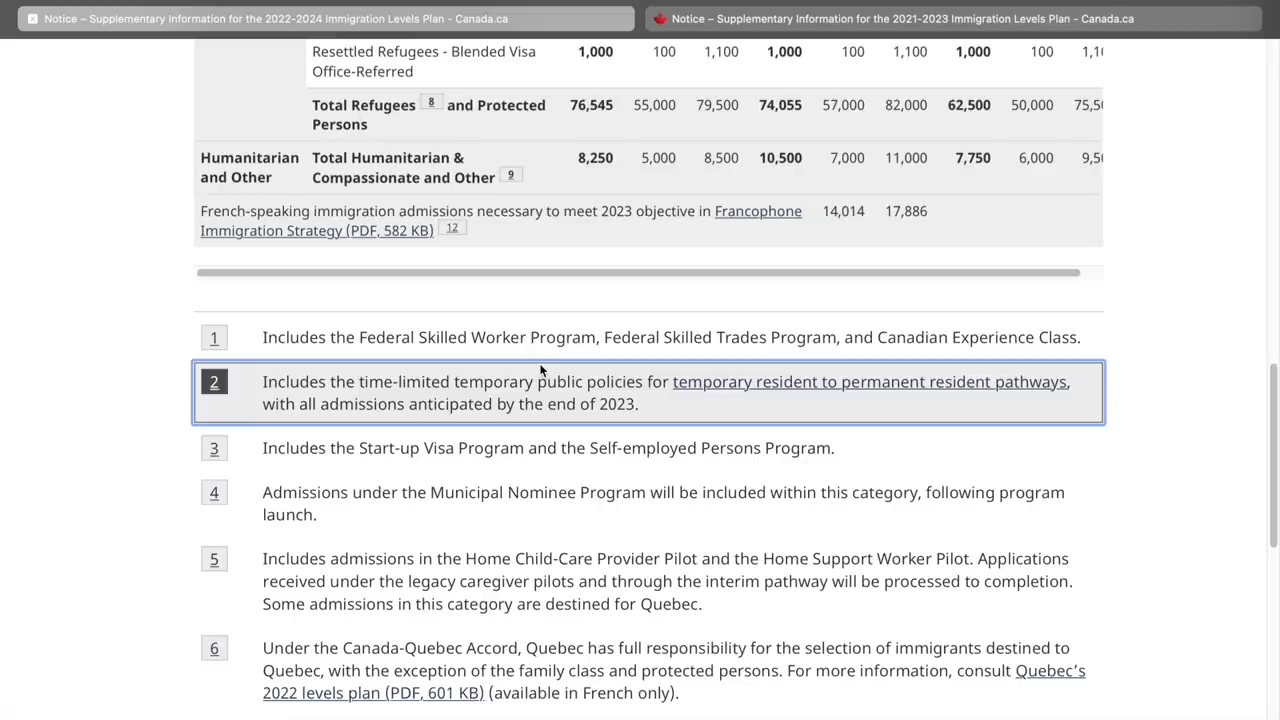 Notice – Supplementary Information for the 2022-2024 Immigration Levels Plan - Canada.ca
Notice – Supplementary Information for the 2021-2023 Immigration Levels Plan - Canada.ca
Resettled Refugees - Blended Visa 1,000 100 1,100 1,000 100 1,100 1,000 100
Office-Referred
Total Refugees 8 and Protected 76,545 55,000 79,500 74,055 57,000 82,000 62,500 50,000
Persons
Humanitarian Total Humanitarian & 8,250 5,000 8,500 10,500 7,000 11,000 7,750 6,000
and Other Compassionate and Other 9
French-speaking immigration admissions necessary to meet 2023 objective in Francophone 14,014 17,886
Immigration Strategy (PDF, 582 KB) 12
1 Includes the Federal Skilled Worker Program, Federal Skilled Trades Program, and Canadian Experience Class.
2 Includes the time-limited temporary public policies for temporary resident to permanent resident pathways,
with all admissions anticipated by the end of 2023.
3 Includes the Start-up Visa Program and the Self-employed Persons Program.
4 Admissions under the Municipal Nominee Program will be included within this category, following program
launch.
5 Includes admissions in the Home Child-Care Provider Pilot and the Home Support Worker Pilot. Applications
received under the legacy caregiver pilots and through the interim pathway will be processed to completion.
Some admissions in this category are destined for Quebec.
6 Under the Canada-Quebec Accord, Quebec has full responsibility for the selection of immigrants destined to
Quebec, with the exception of the family class and protected persons. For more information, consult Quebec's
2022 levels plan (PDF, 601 KB) (available in French only).